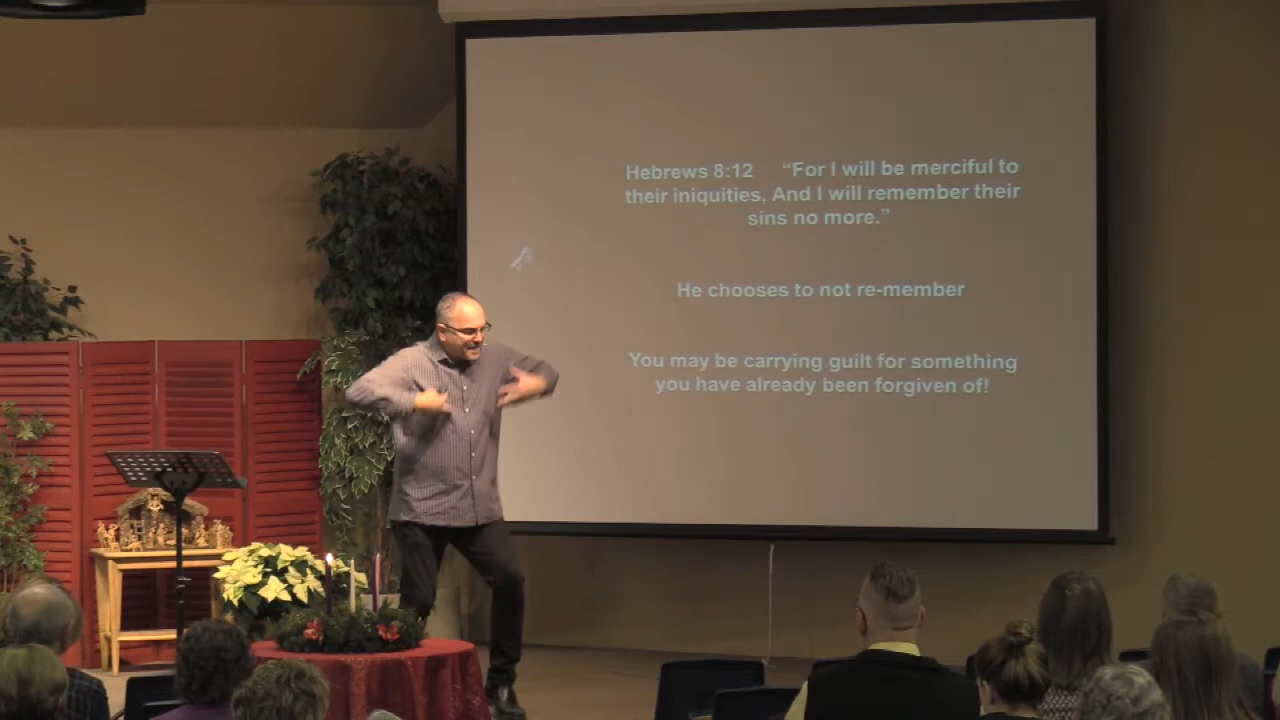 Hebrews 8:12 “For I will be merciful to
their iniquities, And I will remember their
sins no more.”
He chooses to not re-member
You may be carrying guilt for something
you have already been forgiven of!